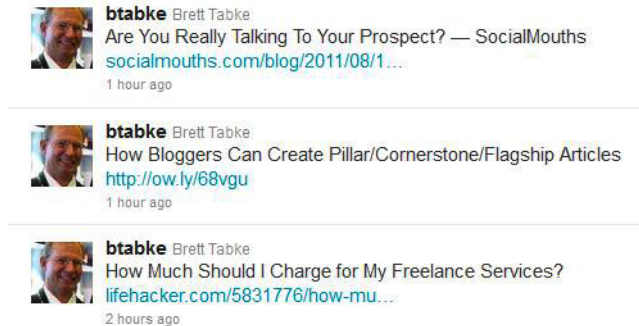 btabke Brett Tabke
Are You Really Talking To Your Prospect? — SocialMouths
socialmouths.com/blog/2011/08/1…
1 hour ago
btabke Brett Tabke
How Bloggers Can Create Pillar/Cornerstone/Flagship Articles
http://ow.ly/68vgu
1 hour ago
btabke Brett Tabke
How Much Should I Charge for My Freelance Services?
lifehacker.com/5831776/how-mu…
2 hours ago